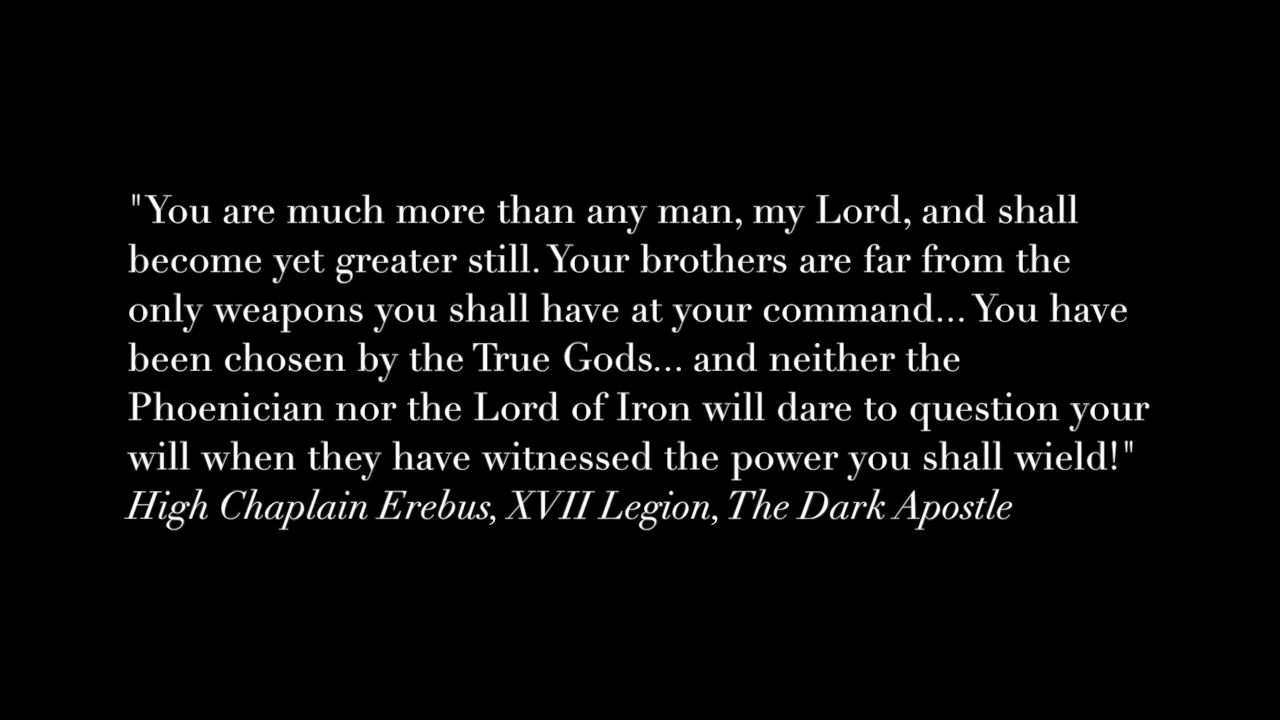 "You are much more than any man, my Lord, and shall
become yet greater still. Your brothers are far from the
only weapons you shall have at your command... You have
been chosen by the True Gods... and neither the
Phoenician nor the Lord of Iron will dare to question your
will when they have witnessed the power you shall wield!"
High Chaplain Erebus, XVII Legion, The Dark Apostle